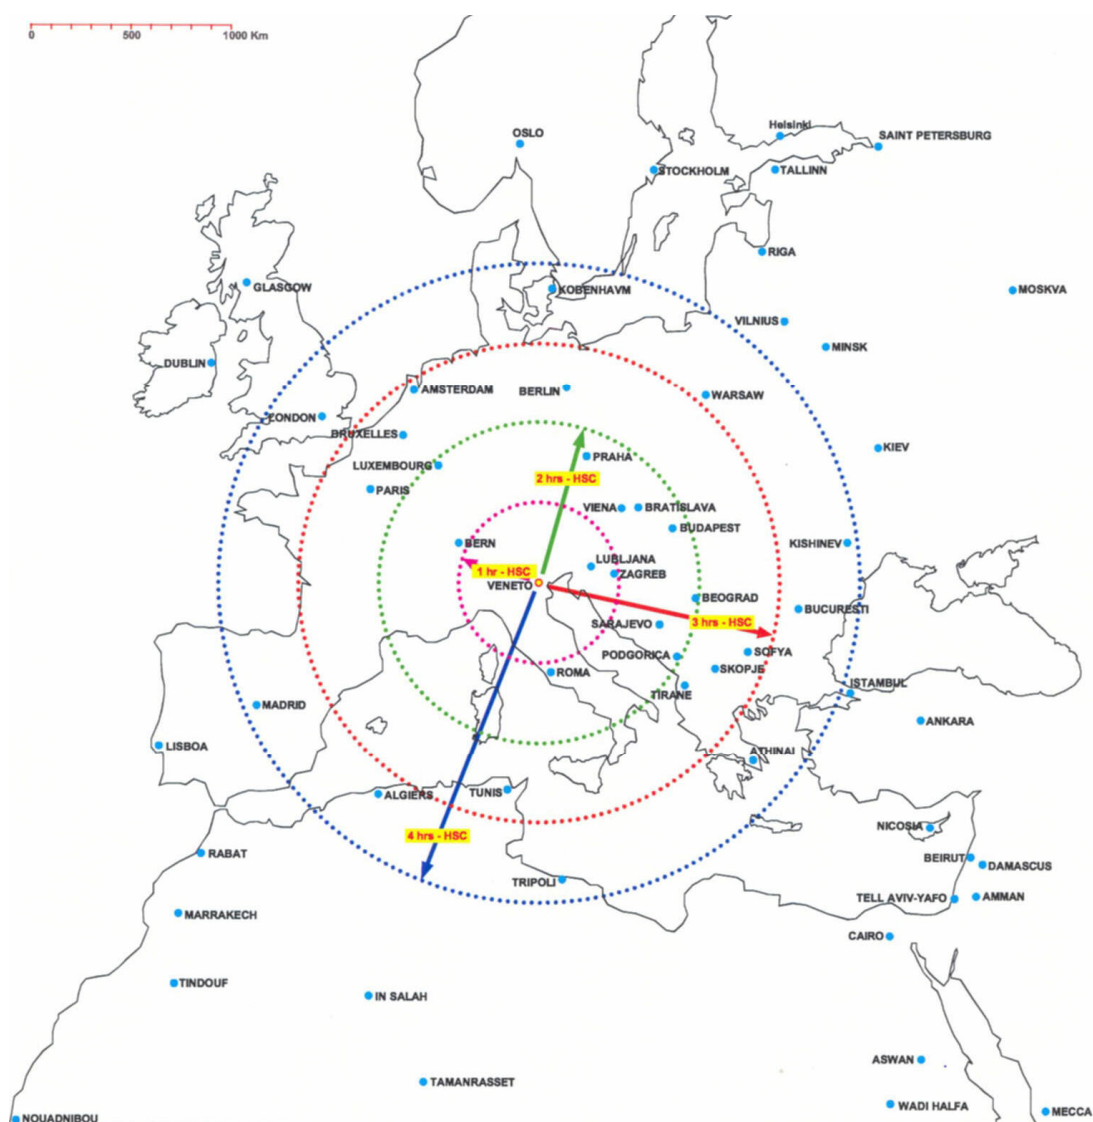 0 500 1000 Km
OSLO
Helsinki
SAINT PETERSBURG
STOCKHOLM
TALLINN
RIGA
GLASGOW
KOBENHAVM
MOSKVA
VILNIUS
MINSK
DUBLIN
AMSTERDAM
BERLIN
WARSAW
LONDON
BRUXELLES
KIEV
PRAHA
LUXEMBOURG
2 hrs - HSC
PARIS
VIENA
BRATISLAVA
BUDAPEST
BERN
KISHINEV
LUBLJANA
1 hr - HSC
ZAGREB
VENETO
BEOGRAD
BUCURESTI
SARAJEVO
3 hrs - HSC
PODGORICA
SOFYA
SKOPJE
ROMA
ISTAMBUL
TIRANE
MADRID
ANKARA
LISBOA
ATHINAI
TUNIS
ALGIERS
NICOSIA
4 hrs - HSC
RABAT
BEIRUT
DAMASCUS
TRIPOLI
TELL AVIV-YAFO
AMMAN
MARRAKECH
CAIRO
TINDOUF
IN SALAH
ASWAN
TAMANRASSET
WADI HALFA
MECCA
NOUADNIBOU